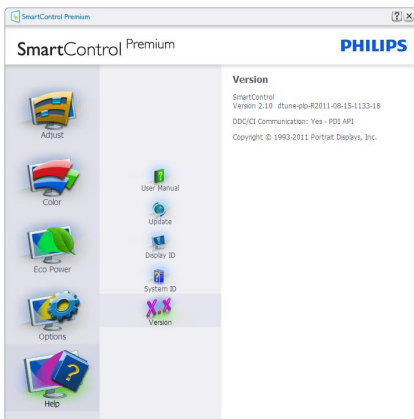 SmartControl Premium
SmartControl Premium
PHILIPS
Adjust
Color
Eco Power
Options
Help
User Manual
Update
Display ID
System ID
X.X
Version
Version
SmartControl
Version 2.10 dtune-plp-R2011-08-15-1133-18
DDC/CI Communication: Yes - PDI API
Copyright © 1993-2011 Portrait Displays, Inc.